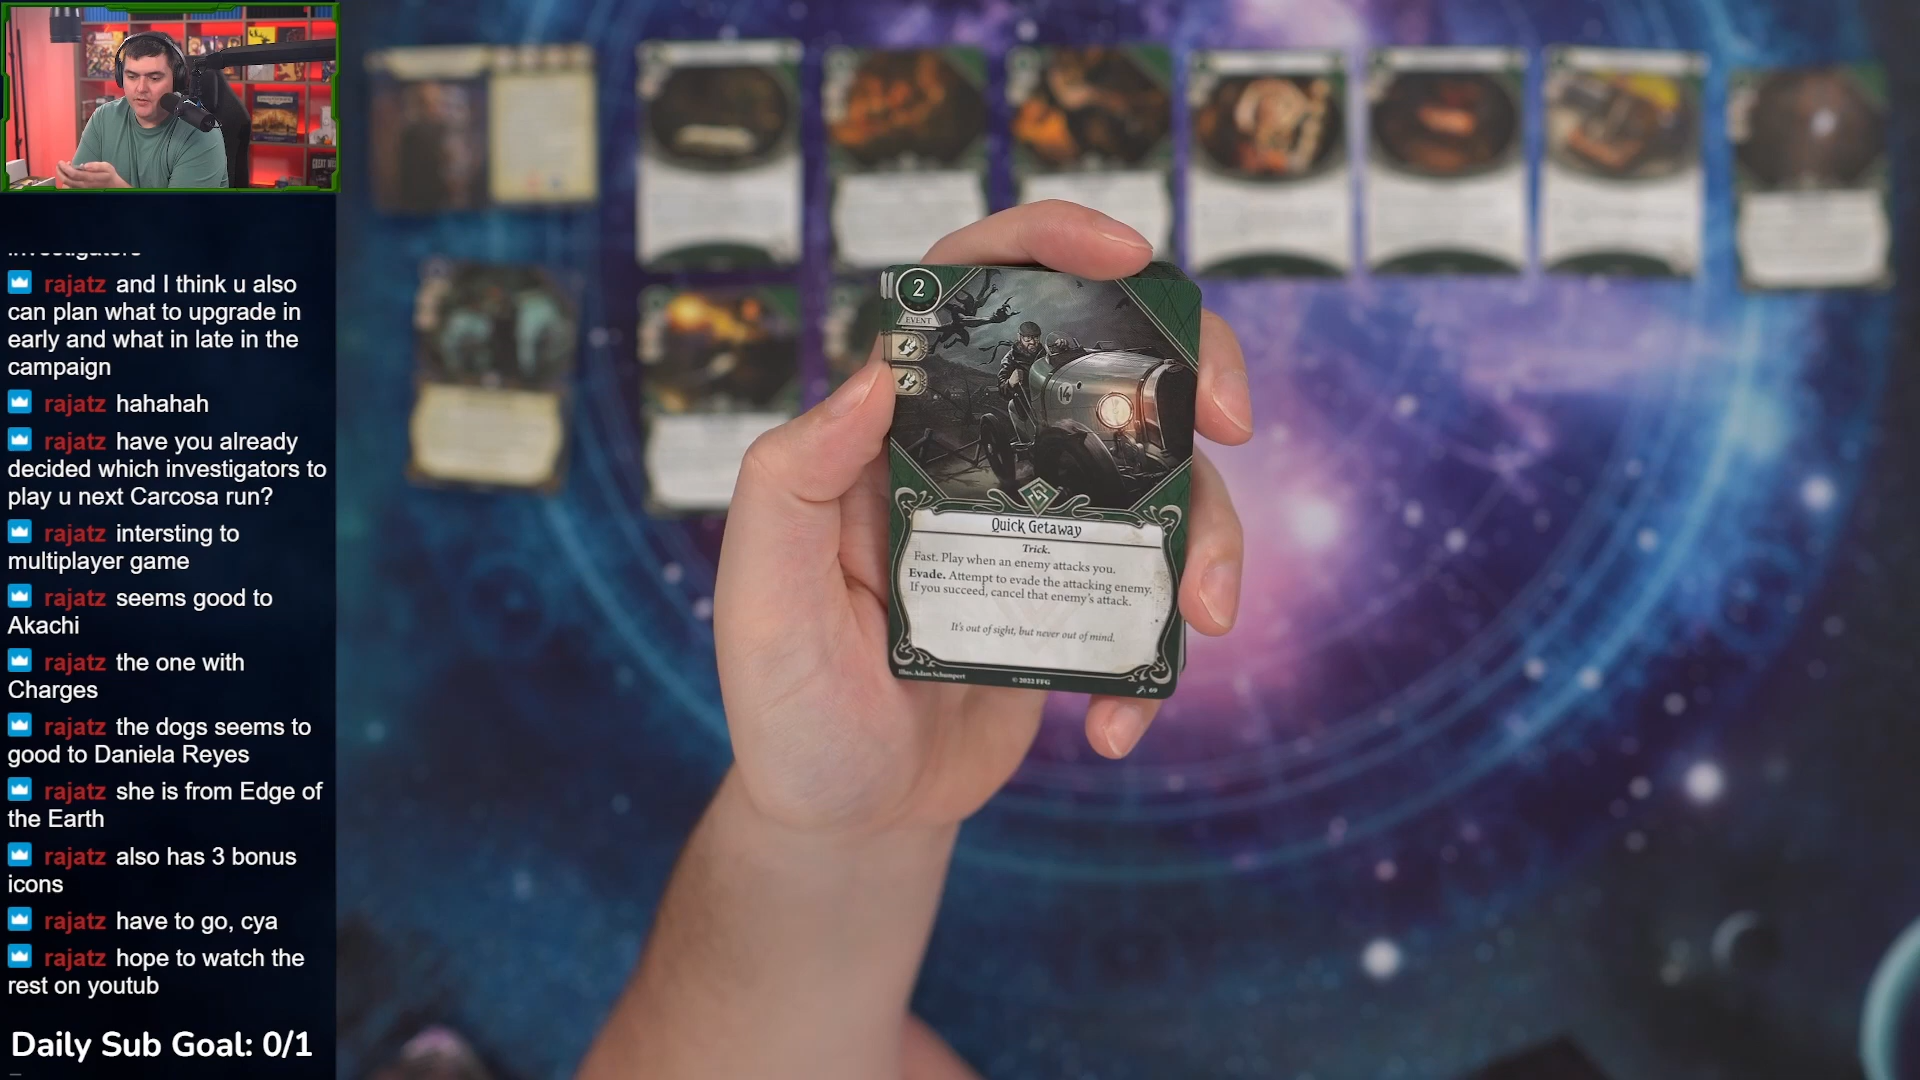 rajatz and I think u also
can plan what to upgrade in
early and what in late in the
campaign
rajatz hahahah
rajatz have you already
decided which investigators to
play u next Carcosa run?
rajatz intersting to
multiplayer game
rajatz seems good to
Akachi
rajatz the one with
Charges
rajatz the dogs seems to
good to Daniela Reyes
rajatz she is from Edge of
the Earth
rajatz also has 3 bonus
icons
rajatz have to go, cya
rajatz hope to watch the
rest on youtub
Daily Sub Goal: 0/1
2
EVENT
14
Quick Getaway
Trick.
Fast. Play when an enemy attacks you.
Evade. Attempt to evade the attacking enemy.
If you succeed, cancel that enemy's attack.
It's out of sight, but never out of mind.
Illus. Adam Schumpert
© 2022 FFG
69